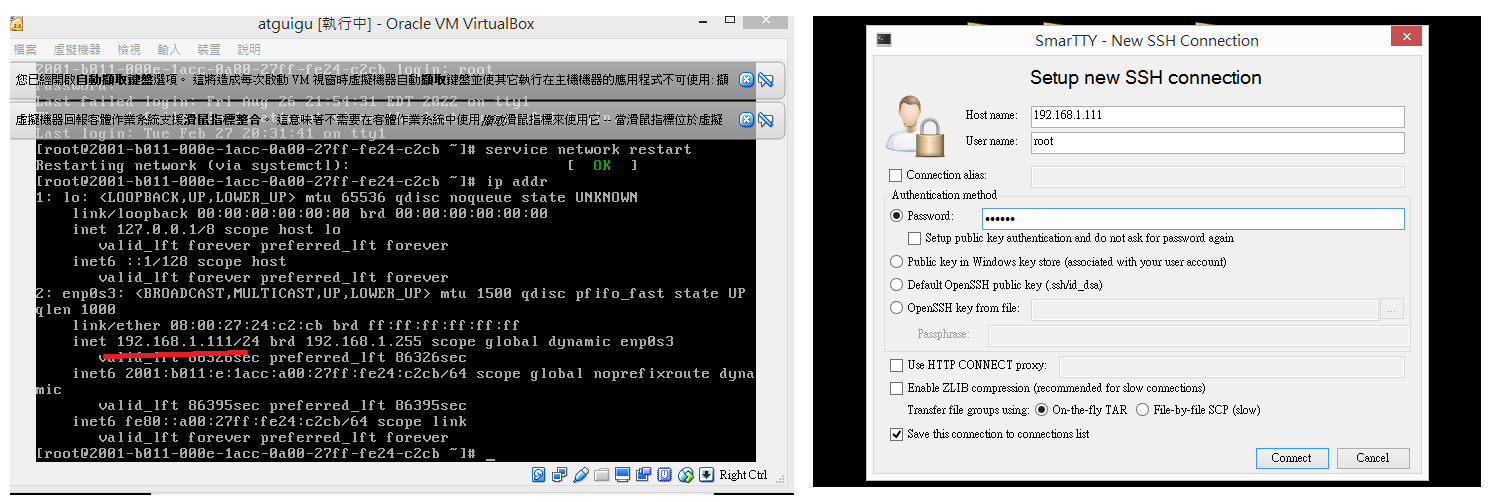 atguigu [執行中] - Oracle VM VirtualBox
檔案 虛擬機器 檢視 輸入 裝置 說明
2001-b011-000e-1acc-0a00-27ff-fe24-c2cb login: root
您已經開啟自動擷取鍵盤選項。 這將造成每次啟動 VM 視窗時虛擬機器自動擷取鍵盤並使其它執行在主機機器的應用程式不可使用: 擷
Password:
Last failed login: Fri Aug 26 21:54:31 EDT 2022 on tty1
虛擬機器回報客體作業系統支援滑鼠指標整合。 這意味著不需要在客體作業系統中使用滑鼠指標來使用它 -- 當滑鼠指標位於虛擬
Last login: Tue Feb 27 20:31:41 on tty1
[root@2001-b011-000e-1acc-0a00-27ff-fe24-c2cb ~]# service network restart
Restarting network (via systemctl): [ OK ]
[root@2001-b011-000e-1acc-0a00-27ff-fe24-c2cb ~]# ip addr
1: lo: <LOOPBACK,UP,LOWER_UP> mtu 65536 qdisc noqueue state UNKNOWN
link/loopback 00:00:00:00:00:00 brd 00:00:00:00:00:00
inet 127.0.0.1/8 scope host lo
valid_lft forever preferred_lft forever
inet6 ::1/128 scope host
valid_lft forever preferred_lft forever
2: enp0s3: <BROADCAST,MULTICAST,UP,LOWER_UP> mtu 1500 qdisc pfifo_fast state UP
qlen 1000
link/ether 08:00:27:24:c2:cb brd ff:ff:ff:ff:ff:ff
inet 192.168.1.111/24 brd 192.168.1.255 scope global dynamic enp0s3
valid_lft 86326sec preferred_lft 86326sec
inet6 2001:b011:e:1acc:a00:27ff:fe24:c2cb/64 scope global noprefixroute dyna
mic
valid_lft 86395sec preferred_lft 86395sec
inet6 fe80::a00:27ff:fe24:c2cb/64 scope link
valid_lft forever preferred_lft forever
[root@2001-b011-000e-1acc-0a00-27ff-fe24-c2cb ~]# _
Right Ctrl
SmarTTY - New SSH Connection
Setup new SSH connection
Host name: 192.168.1.111
User name: root
Connection alias:
Authentication method
Password: ••••••
Setup public key authentication and do not ask for password again
Public key in Windows key store (associated with your user account)
Default OpenSSH public key (.ssh/id_dsa)
OpenSSH key from file: ...
Passphrase:
Use HTTP CONNECT proxy:
Enable ZLIB compression (recommended for slow connections)
Transfer file groups using: On-the-fly TAR File-by-file SCP (slow)
Save this connection to connections list
Connect Cancel